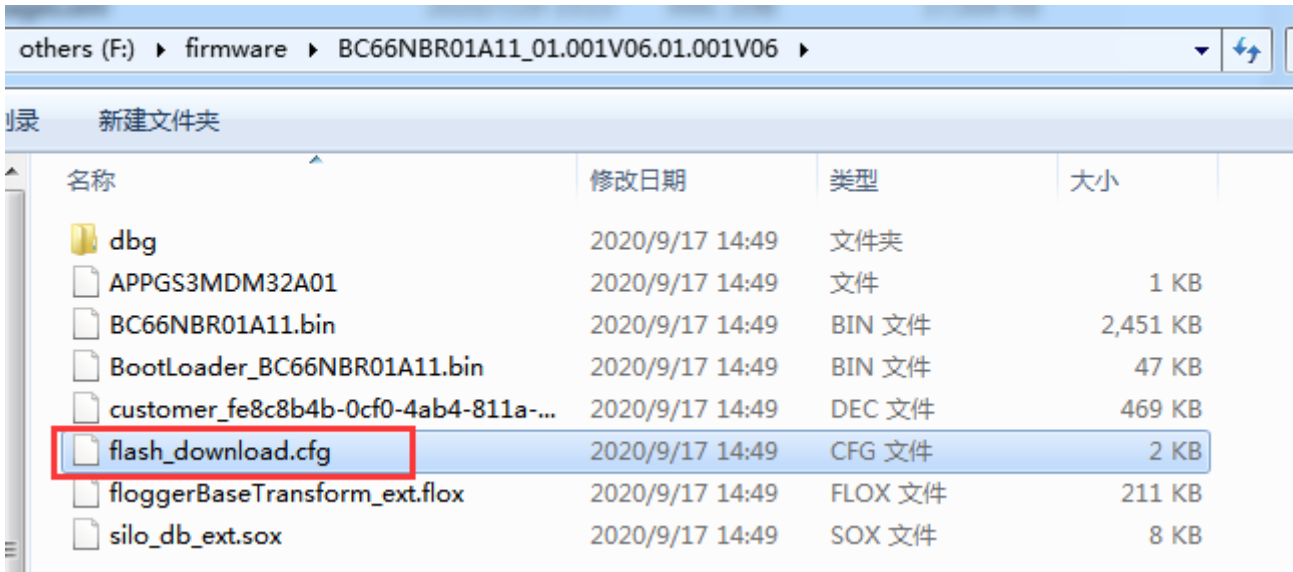 others (F:) ▸ firmware ▸ BC66NBR01A11_01.001V06.01.001V06 ▸
刻录 新建文件夹
名称 修改日期 类型 大小
dbg 2020/9/17 14:49 文件夹
APPGS3MDM32A01 2020/9/17 14:49 文件 1 KB
BC66NBR01A11.bin 2020/9/17 14:49 BIN 文件 2,451 KB
BootLoader_BC66NBR01A11.bin 2020/9/17 14:49 BIN 文件 47 KB
customer_fe8c8b4b-0cf0-4ab4-811a-... 2020/9/17 14:49 DEC 文件 469 KB
flash_download.cfg 2020/9/17 14:49 CFG 文件 2 KB
floggerBaseTransform_ext.flox 2020/9/17 14:49 FLOX 文件 211 KB
silo_db_ext.sox 2020/9/17 14:49 SOX 文件 8 KB